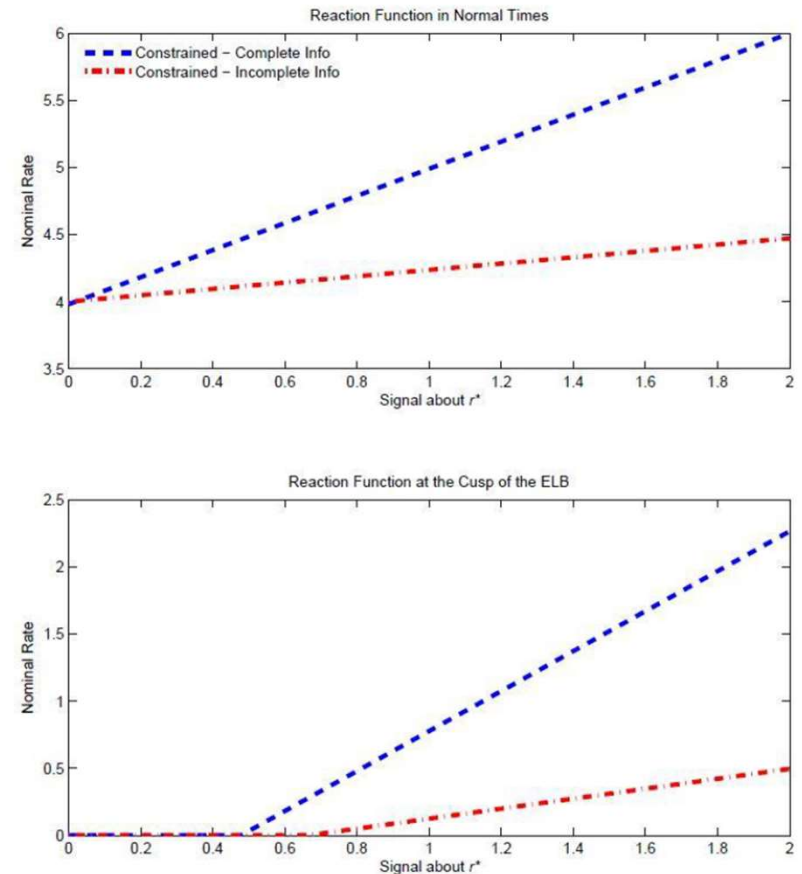 Reaction Function in Normal Times
6
Constrained − Complete Info
Constrained − Incomplete Info
5.5
5
Nominal Rate
4.5
4
3.5
0 0.2 0.4 0.6 0.8 1 1.2 1.4 1.6 1.8 2
Signal about r*
Reaction Function at the Cusp of the ELB
2.5
2
1.5
Nominal Rate
1
0.5
0
0 0.2 0.4 0.6 0.8 1 1.2 1.4 1.6 1.8 2
Signal about r*